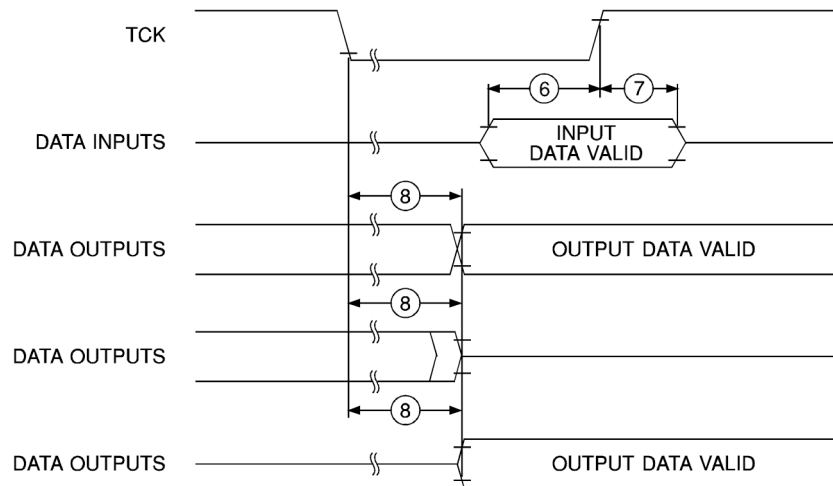 TCK
6
7
DATA INPUTS
INPUT
DATA VALID
8
DATA OUTPUTS
OUTPUT DATA VALID
8
DATA OUTPUTS
8
DATA OUTPUTS
OUTPUT DATA VALID